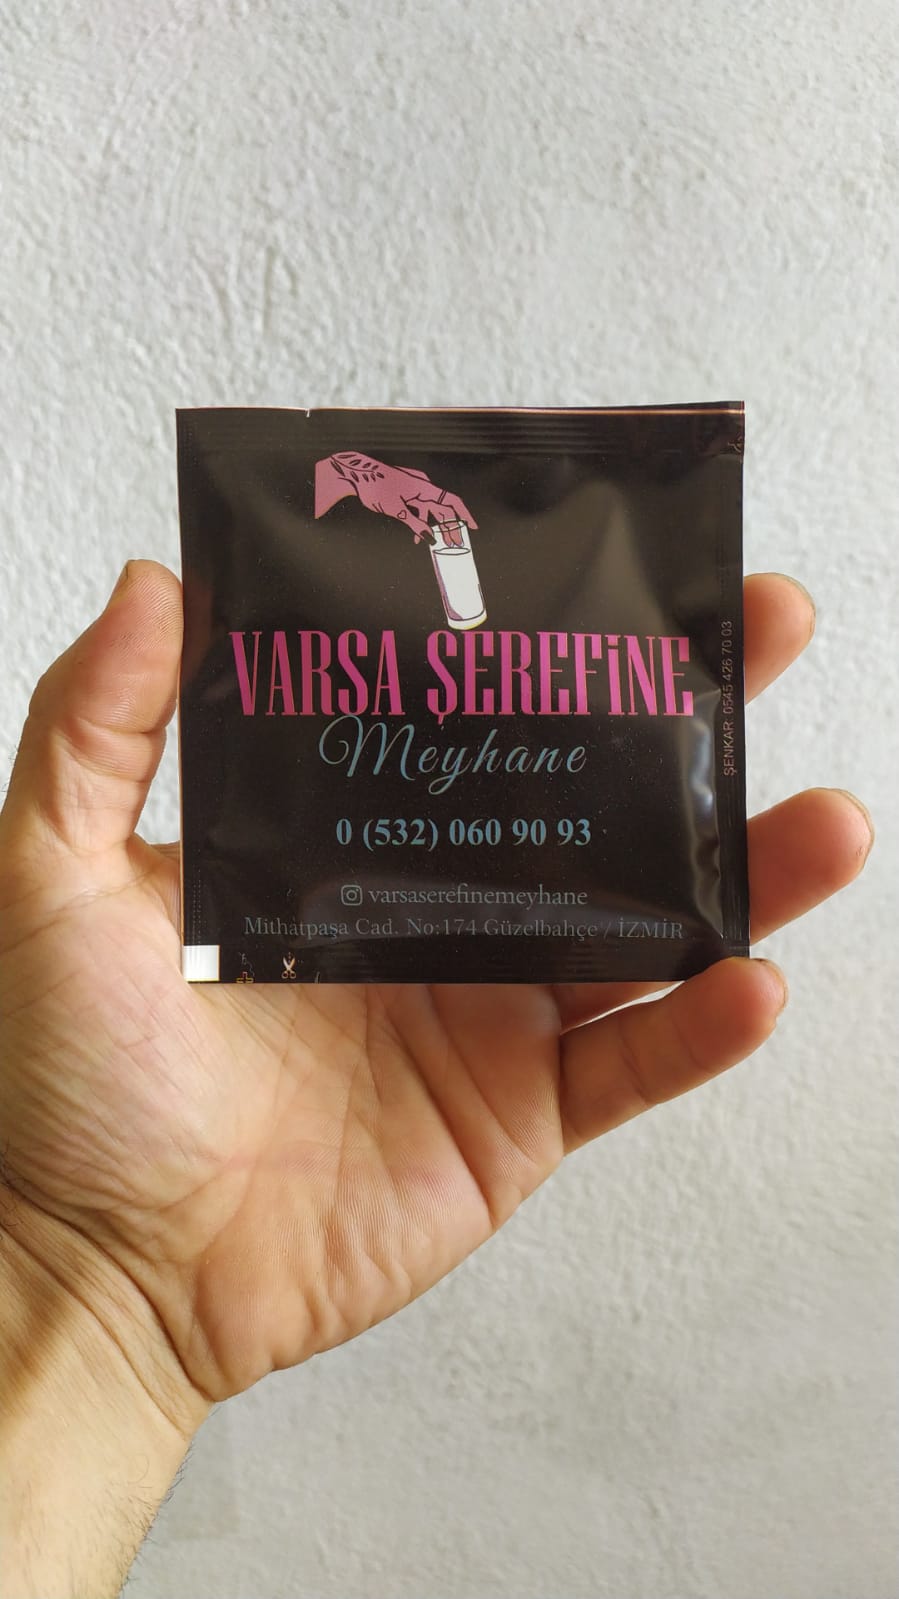 VARSA ŞEREFİNE
Meyhane
0 (532) 060 90 93
varsaserefinemeyhane
Mithatpaşa Cad. No:174 Güzelbahçe / İZMİR
ŞENKAR: 0545 426 70 03